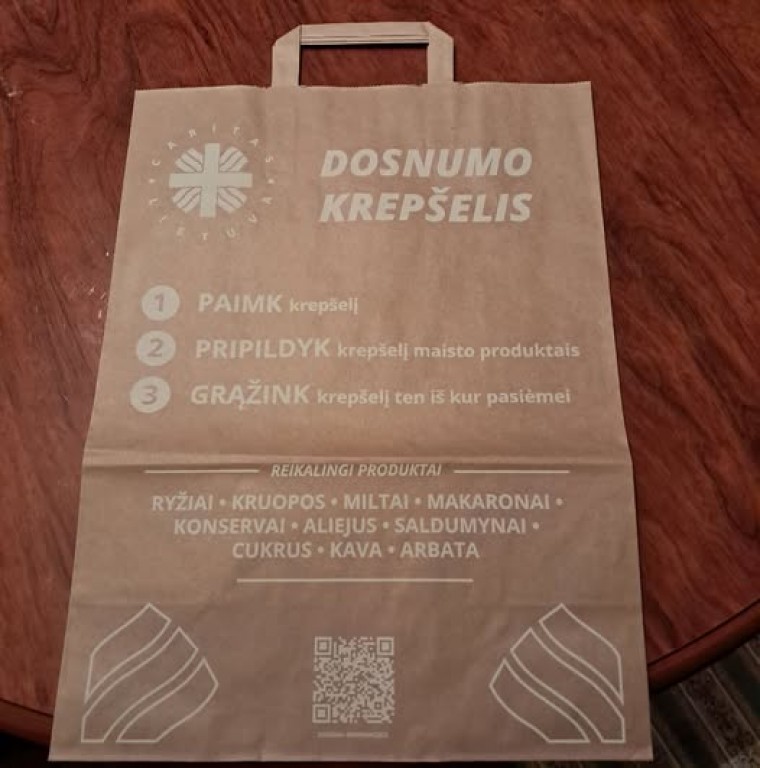 CARITAS LIETUVA
DOSNUMO
KREPŠELIS
1 PAIMK krepšelį
2 PRIPILDYK krepšelį maisto produktais
3 GRĄŽINK krepšelį ten iš kur pasiėmei
REIKALINGI PRODUKTAI
RYŽIAI • KRUOPOS • MILTAI • MAKARONAI •
KONSERVAI • ALIEJUS • SALDUMYNAI •
CUKRUS • KAVA • ARBATA